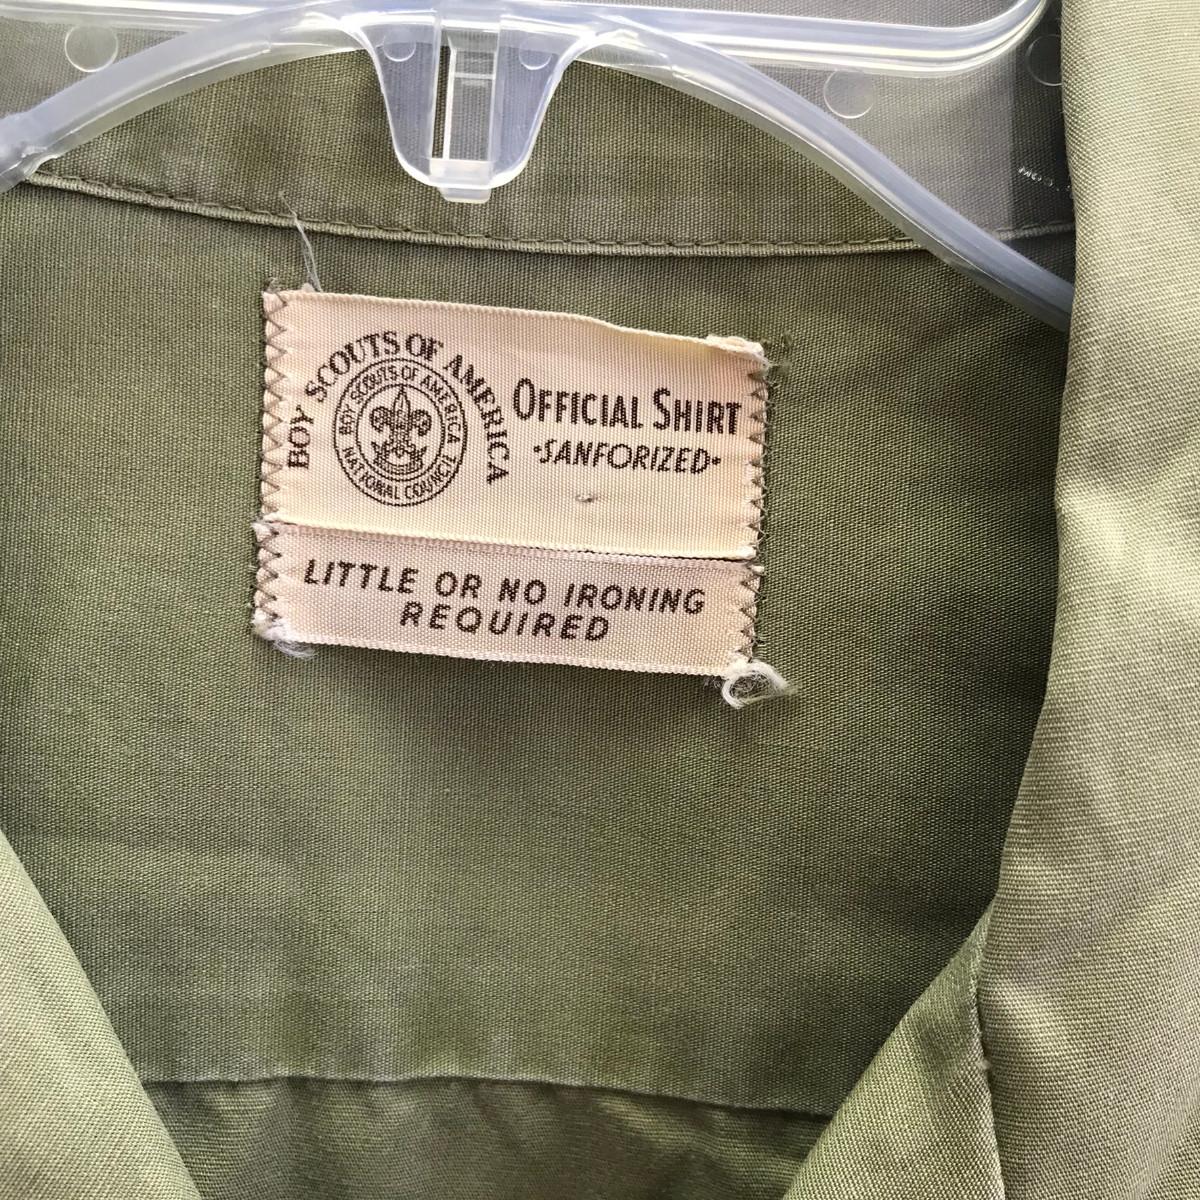 BOY SCOUTS OF AMERICA
BOY SCOUTS OF AMERICA
NATIONAL COUNCIL
OFFICIAL SHIRT
·SANFORIZED·
LITTLE OR NO IRONING
REQUIRED